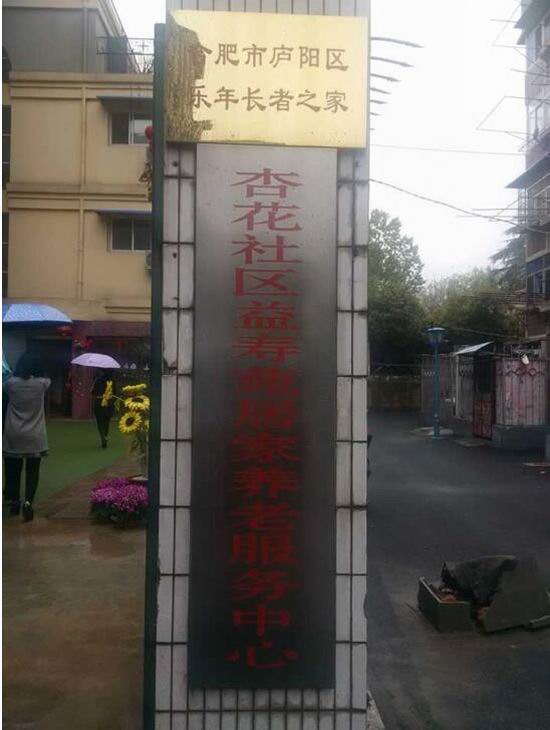 合肥市庐阳区
乐年长者之家
杏花社区益寿苑居家养老服务中心